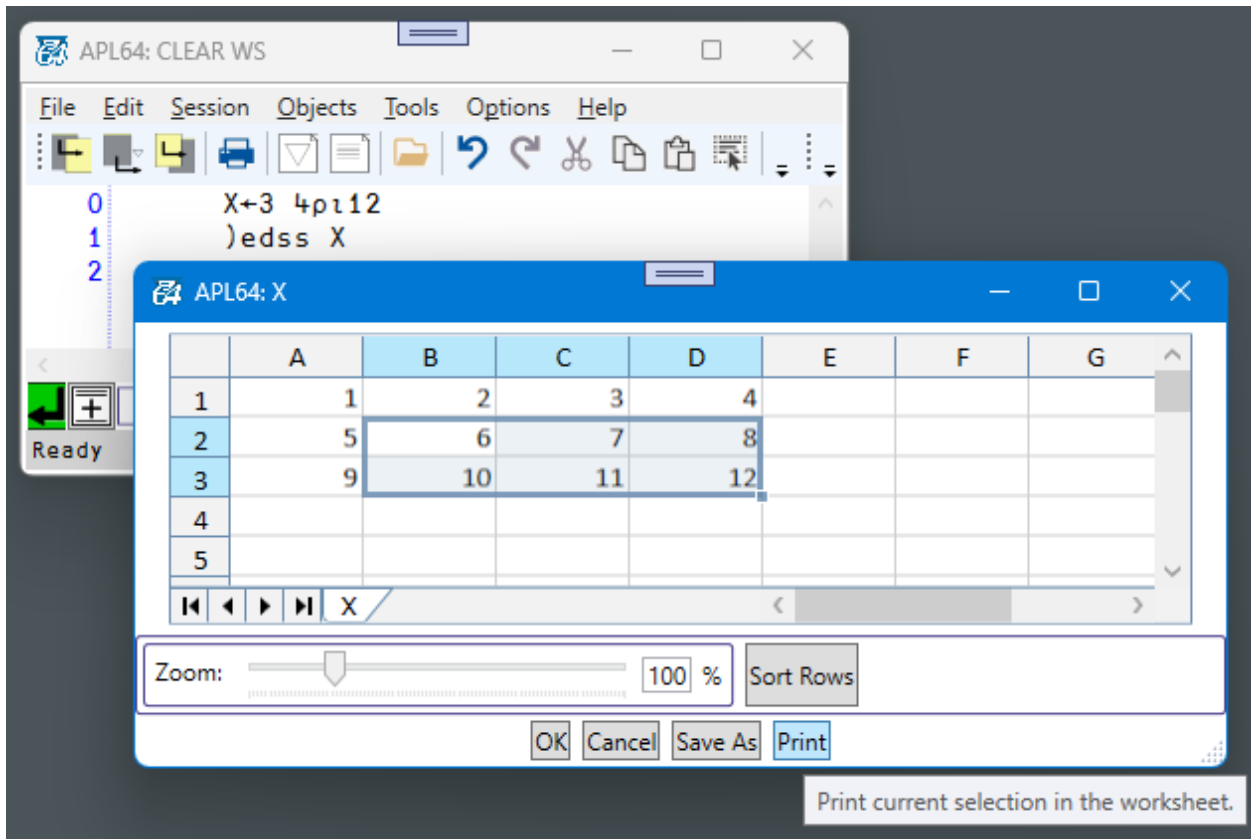 APL64: CLEAR WS
File Edit Session Objects Tools Options Help
0 X←3 4⍴⍳12
1 )edss X
2
Ready
APL64: X
A B C D E F G
1 1 2 3 4
2 5 6 7 8
3 9 10 11 12
4
5
X
Zoom: 100 % Sort Rows
OK Cancel Save As Print
Print current selection in the worksheet.